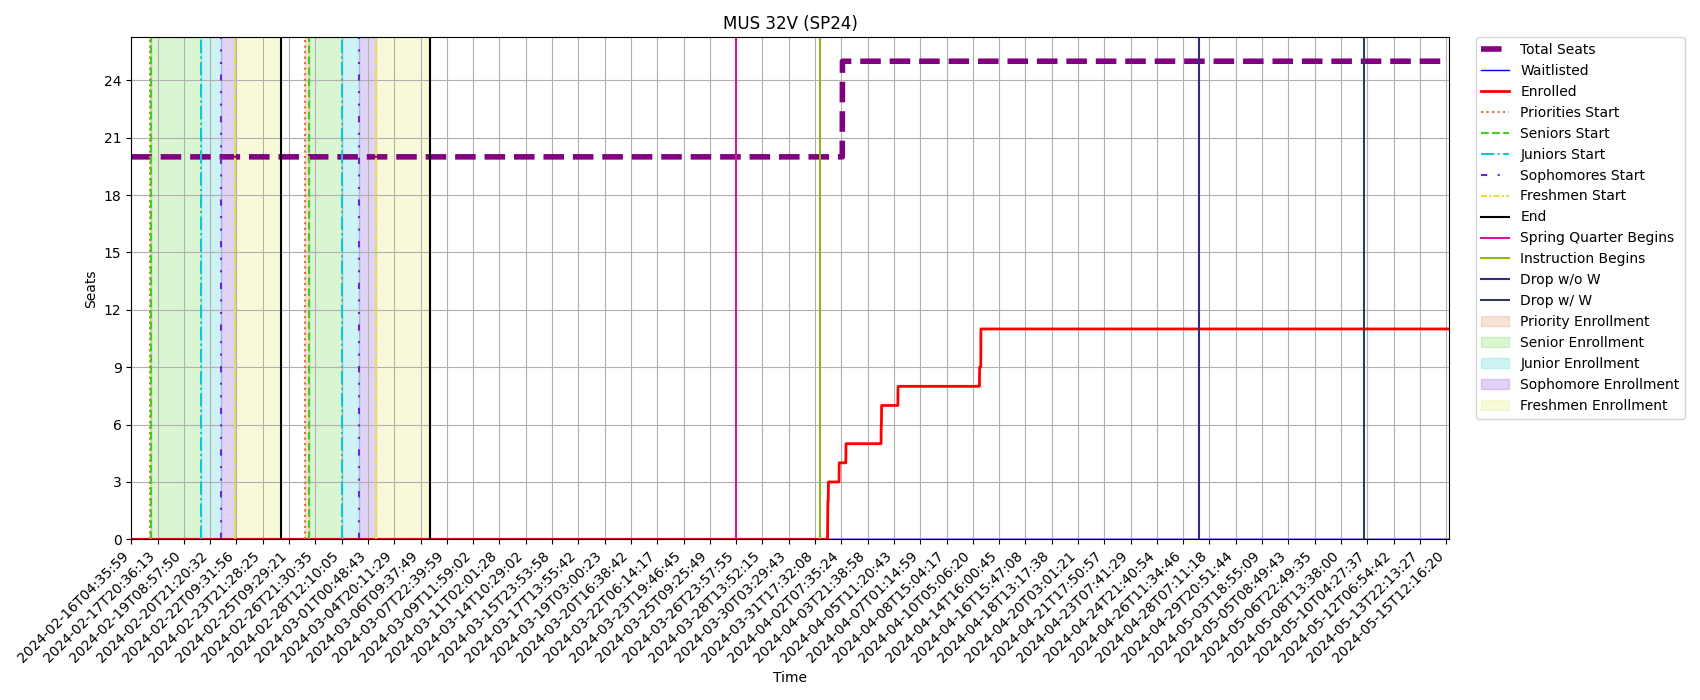 MUS 32V (SP24)
Seats
24
21
18
15
12
9
6
3
0
2024-02-16T04:35:59
2024-02-17T20:36:13
2024-02-19T08:57:50
2024-02-20T21:20:32
2024-02-22T09:31:56
2024-02-23T21:28:25
2024-02-25T09:29:21
2024-02-26T21:30:35
2024-02-28T12:10:05
2024-03-01T00:48:43
2024-03-04T20:11:29
2024-03-06T09:37:49
2024-03-07T22:39:59
2024-03-09T11:59:02
2024-03-11T02:01:28
2024-03-14T10:29:02
2024-03-15T23:53:58
2024-03-17T13:55:42
2024-03-19T03:00:23
2024-03-20T16:38:42
2024-03-22T06:14:17
2024-03-23T19:46:45
2024-03-25T09:25:49
2024-03-26T23:57:55
2024-03-28T13:52:15
2024-03-30T03:29:43
2024-03-31T17:32:08
2024-04-02T07:35:24
2024-04-03T21:38:58
2024-04-05T11:20:43
2024-04-07T01:14:59
2024-04-08T15:04:17
2024-04-10T05:06:20
2024-04-14T16:00:45
2024-04-16T15:47:08
2024-04-18T13:17:38
2024-04-20T03:01:21
2024-04-21T17:50:57
2024-04-23T07:41:29
2024-04-24T21:40:54
2024-04-26T11:34:46
2024-04-28T07:11:18
2024-04-29T20:51:44
2024-05-03T18:55:09
2024-05-05T08:49:43
2024-05-06T22:49:35
2024-05-08T13:38:00
2024-05-10T04:27:37
2024-05-12T06:54:42
2024-05-13T22:13:27
2024-05-15T12:16:20
Time
Total Seats
Waitlisted
Enrolled
Priorities Start
Seniors Start
Juniors Start
Sophomores Start
Freshmen Start
End
Spring Quarter Begins
Instruction Begins
Drop w/o W
Drop w/ W
Priority Enrollment
Senior Enrollment
Junior Enrollment
Sophomore Enrollment
Freshmen Enrollment